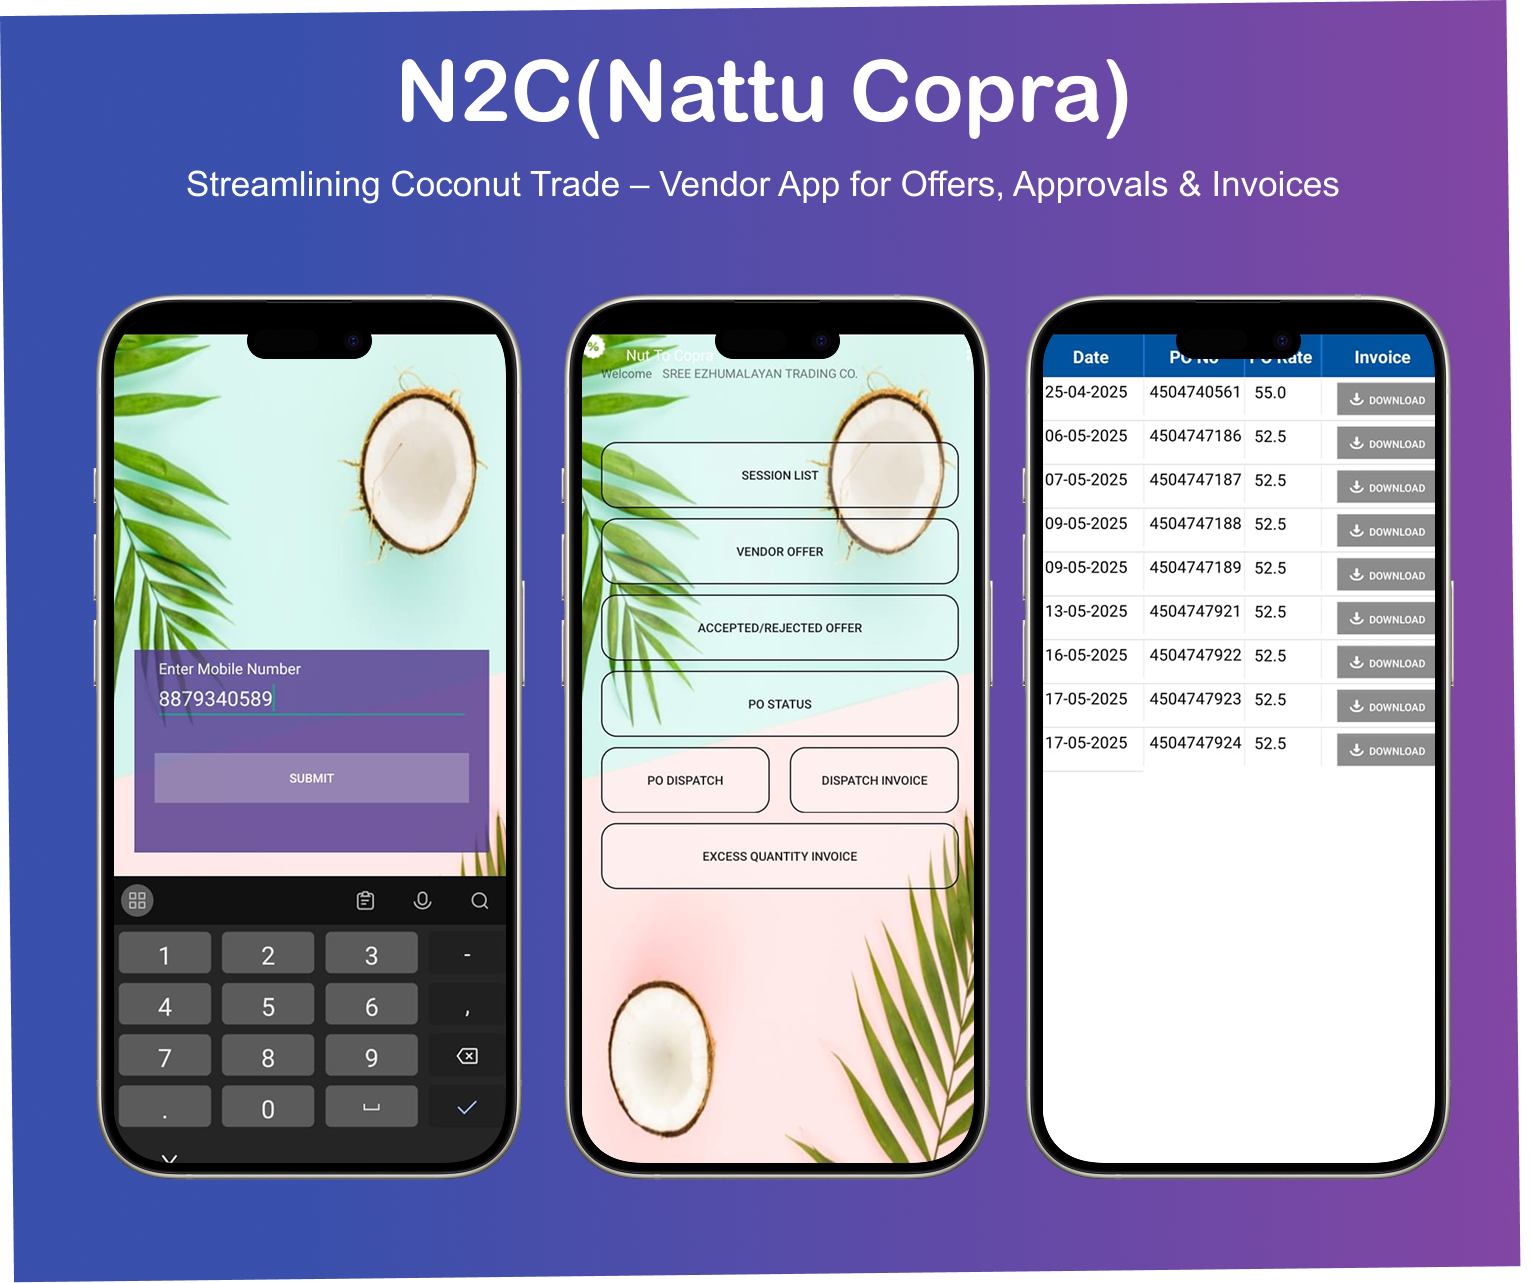 N2C(Nattu Copra)
Streamlining Coconut Trade – Vendor App for Offers, Approvals & Invoices
Enter Mobile Number
8879340589
SUBMIT
1 2 3 -
4 5 6 ,
7 8 9
. 0
%
Nut To Copra
Welcome SREE EZHUMALAYAN TRADING CO.
SESSION LIST
VENDOR OFFER
ACCEPTED/REJECTED OFFER
PO STATUS
PO DISPATCH DISPATCH INVOICE
EXCESS QUANTITY INVOICE
Date PO No PO Rate Invoice
25-04-2025 4504740561 55.0 DOWNLOAD
06-05-2025 4504747186 52.5 DOWNLOAD
07-05-2025 4504747187 52.5 DOWNLOAD
09-05-2025 4504747188 52.5 DOWNLOAD
09-05-2025 4504747189 52.5 DOWNLOAD
13-05-2025 4504747921 52.5 DOWNLOAD
16-05-2025 4504747922 52.5 DOWNLOAD
17-05-2025 4504747923 52.5 DOWNLOAD
17-05-2025 4504747924 52.5 DOWNLOAD